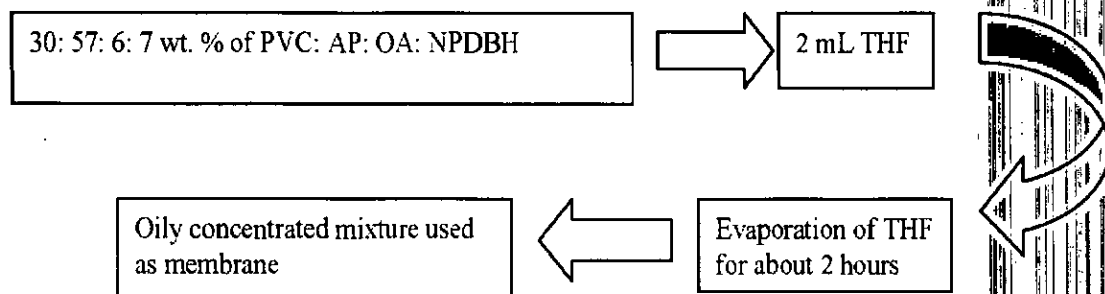 30: 57: 6: 7 wt. % of PVC: AP: OA: NPDBH
2 mL THF
Evaporation of THF
for about 2 hours
Oily concentrated mixture used
as membrane